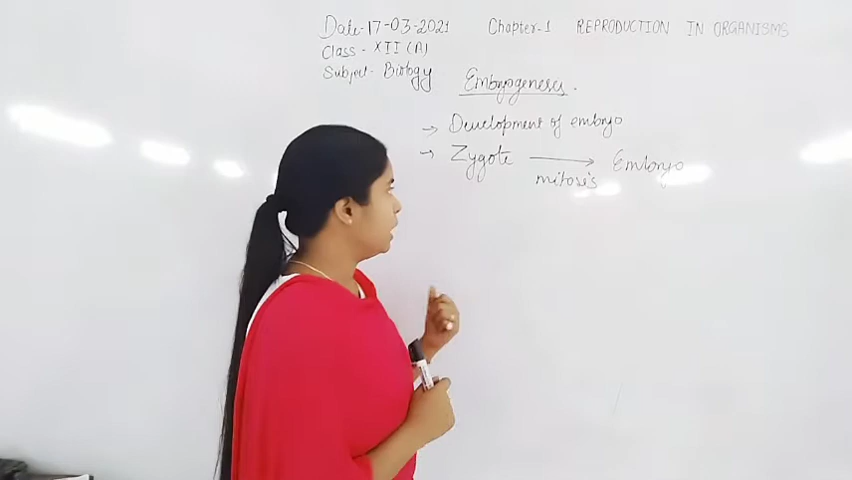 Date-17-03-2021 Chapter-1 REPRODUCTION IN ORGANISMS
Class - XII (A)
Subject- Biology
Embryogenesis.
→ Development of embryo
→ Zygote → Embryo
mitosis